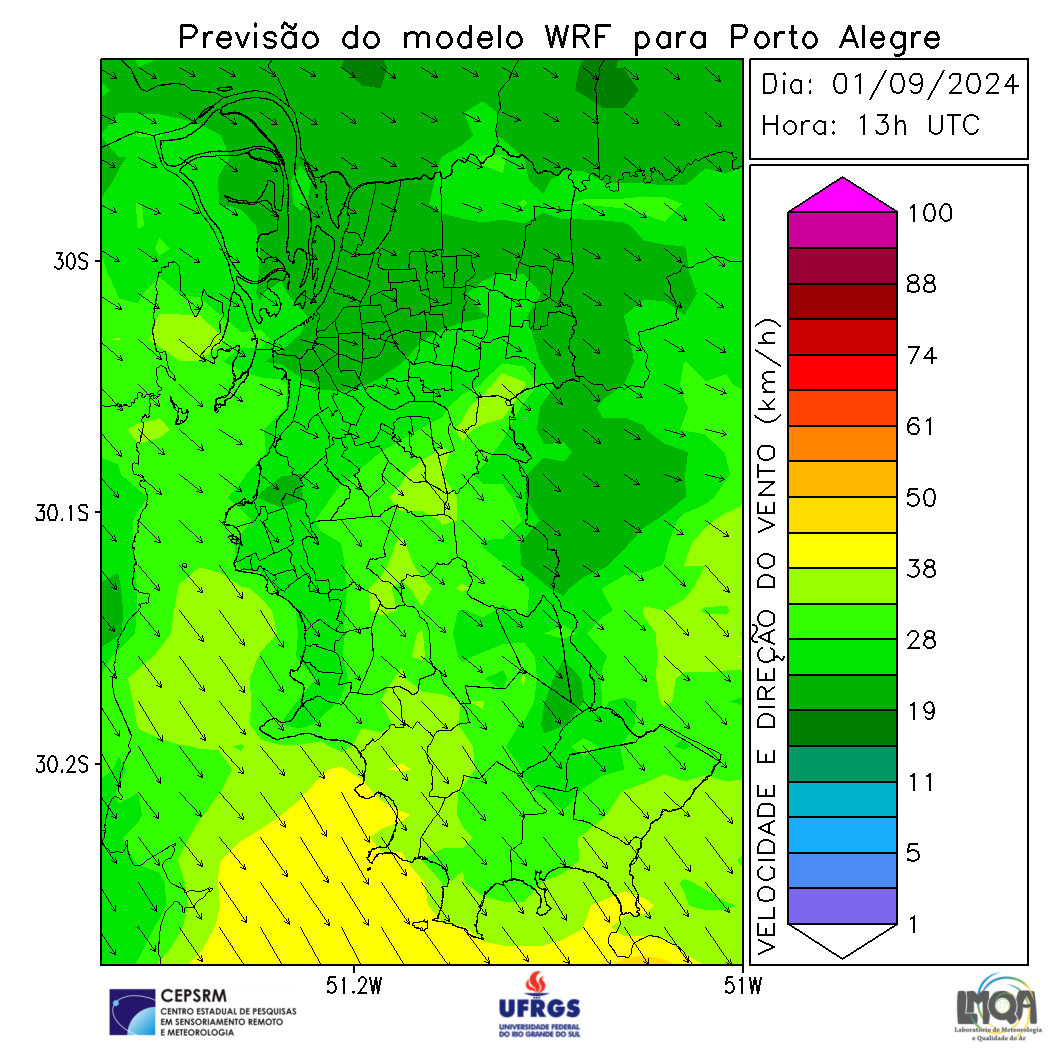 Previsão do modelo WRF para Porto Alegre
Dia: 01/09/2024
Hora: 13h UTC
30S
30.1S
30.2S
51.2W
51W
VELOCIDADE E DIREÇÃO DO VENTO (km/h)
100
88
74
61
50
38
28
19
11
5
1
CEPSRM
CENTRO ESTADUAL DE PESQUISAS
EM SENSORIAMENTO REMOTO
E METEOROLOGIA
UFRGS
UNIVERSIDADE FEDERAL
DO RIO GRANDE DO SUL
LMQA
Laboratório de Meteorologia
e Qualidade do Ar